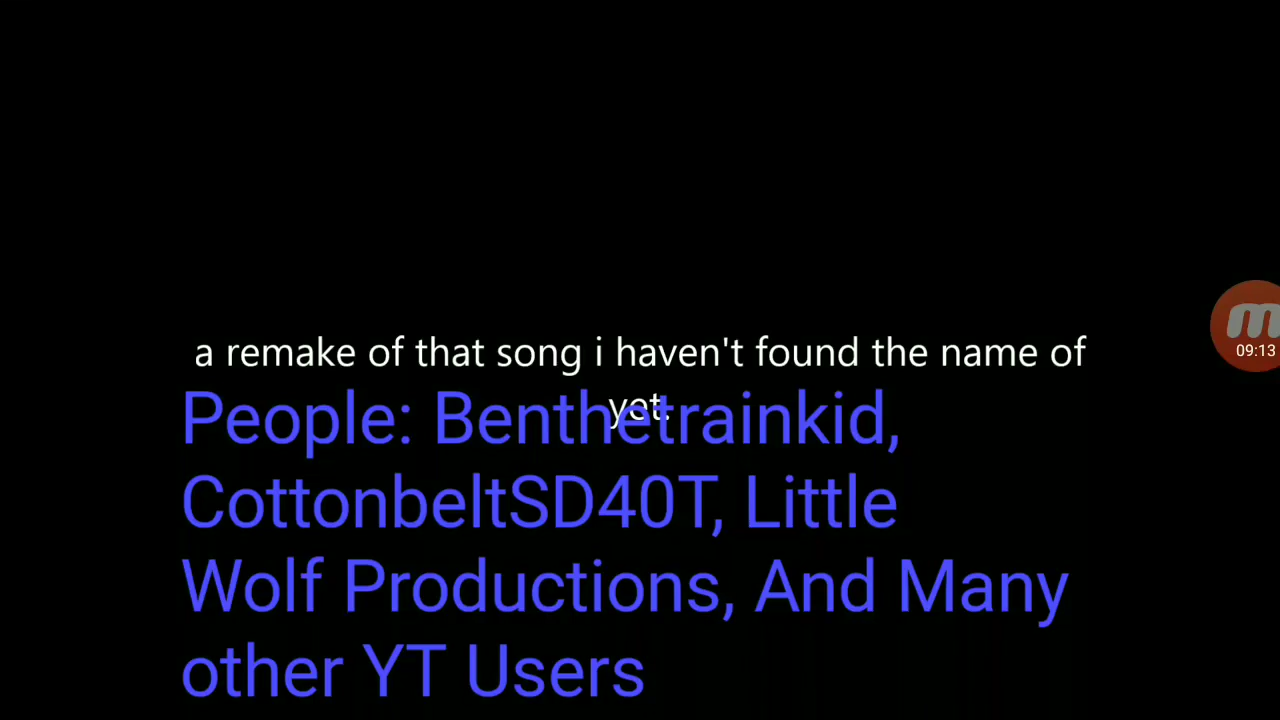 a remake of that song i haven't found the name of
yet.
People: Benthetrainkid,
CottonbeltSD40T, Little
Wolf Productions, And Many
other YT Users
m
09:13